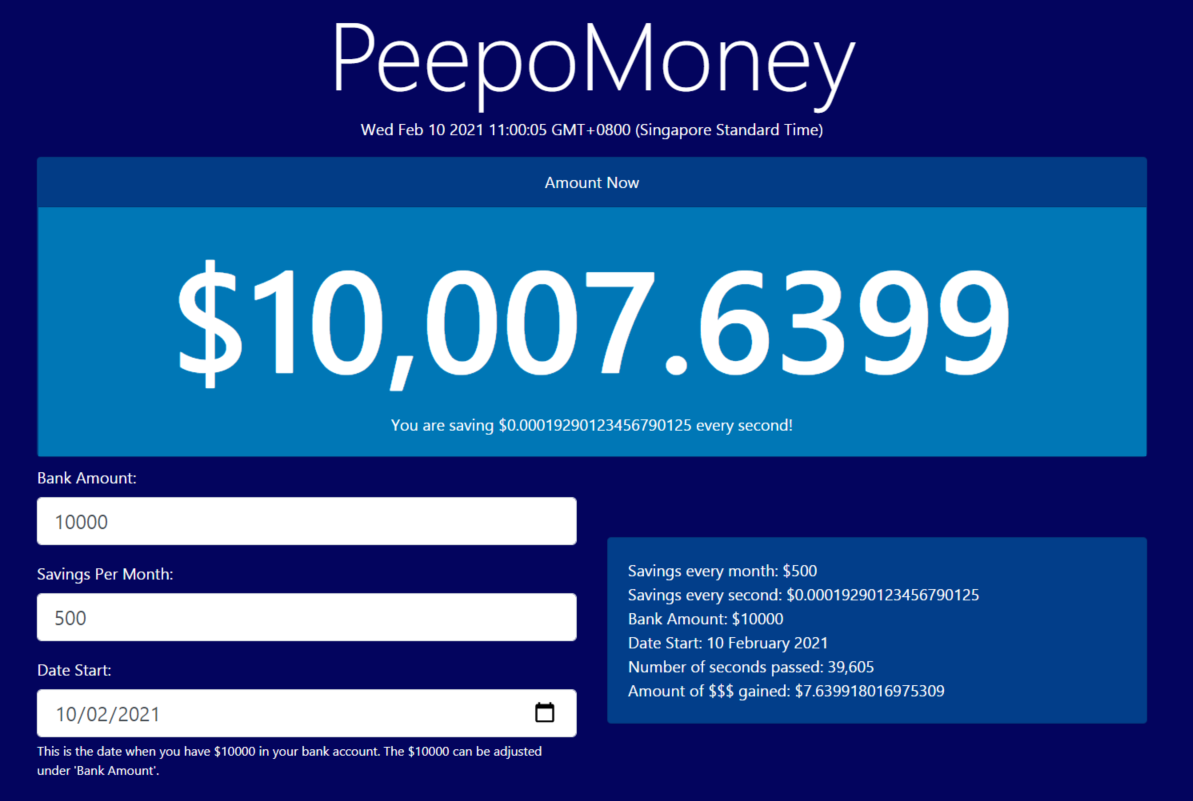 PeepoMoney
Wed Feb 10 2021 11:00:05 GMT+0800 (Singapore Standard Time)
Amount Now
$10,007.6399
You are saving $0.00019290123456790125 every second!
Bank Amount:
10000
Savings Per Month:
500
Date Start:
10/02/2021
This is the date when you have $10000 in your bank account. The $10000 can be adjusted
under 'Bank Amount'.
Savings every month: $500
Savings every second: $0.00019290123456790125
Bank Amount: $10000
Date Start: 10 February 2021
Number of seconds passed: 39,605
Amount of $$$ gained: $7.639918016975309